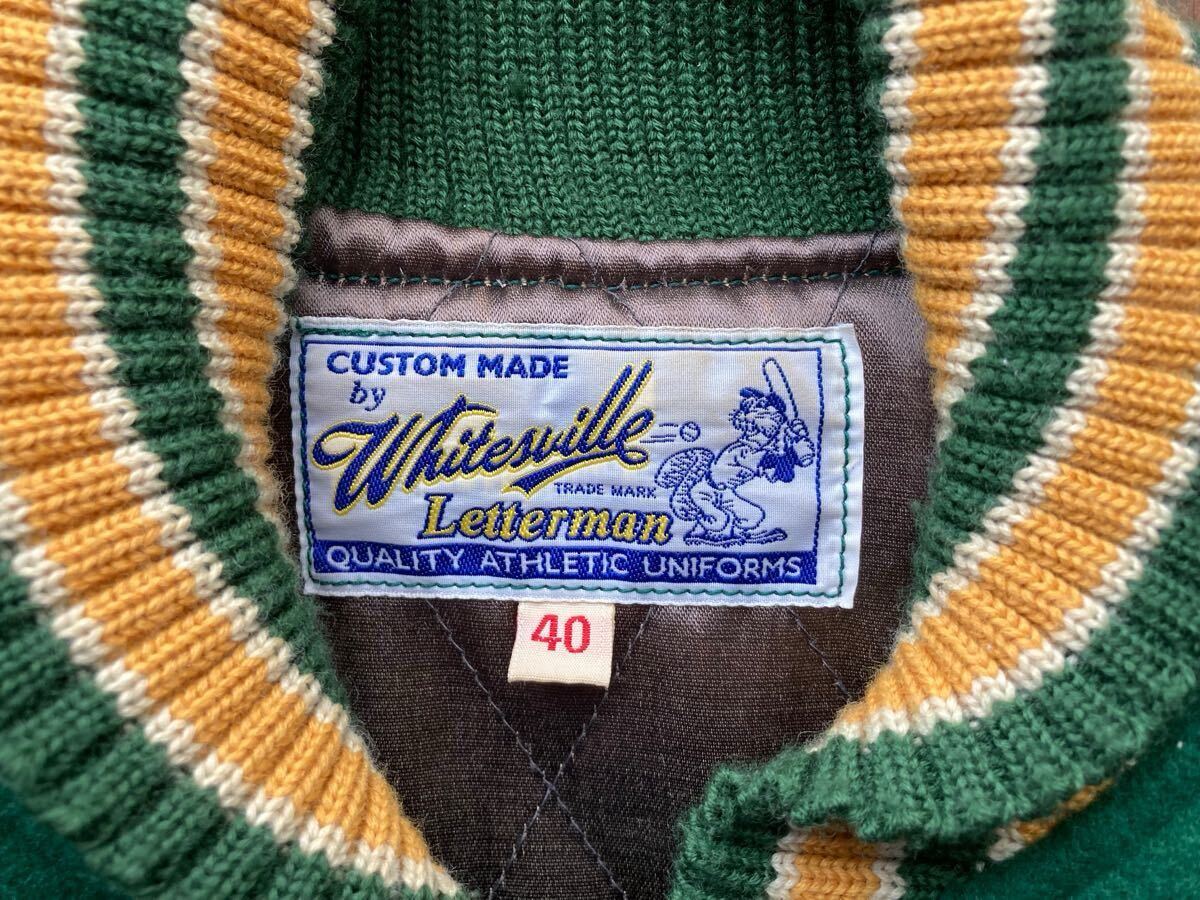 CUSTOM MADE
by
Whitesville
TRADE MARK
Letterman
QUALITY ATHLETIC UNIFORMS
40